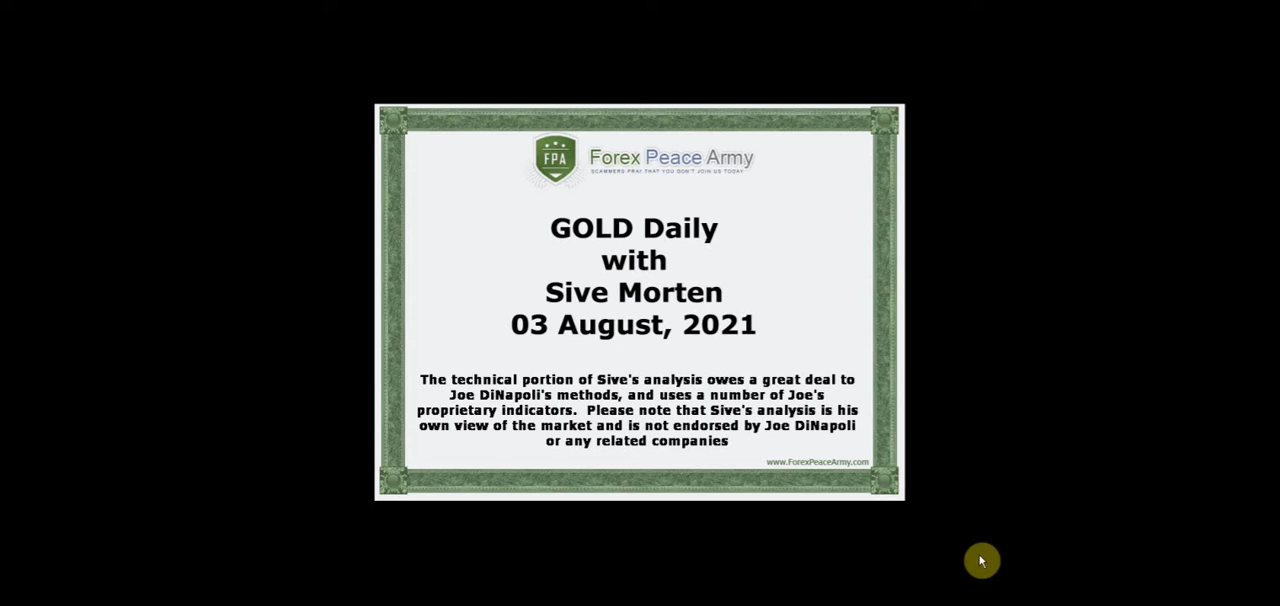 FPA
Forex Peace Army
SCAMMERS PRAY THAT YOU DON'T JOIN US TODAY
GOLD Daily
with
Sive Morten
03 August, 2021
The technical portion of Sive's analysis owes a great deal to
Joe DiNapoli's methods, and uses a number of Joe's
proprietary indicators.  Please note that Sive's analysis is his
own view of the market and is not endorsed by Joe DiNapoli
or any related companies
www.ForexPeaceArmy.com